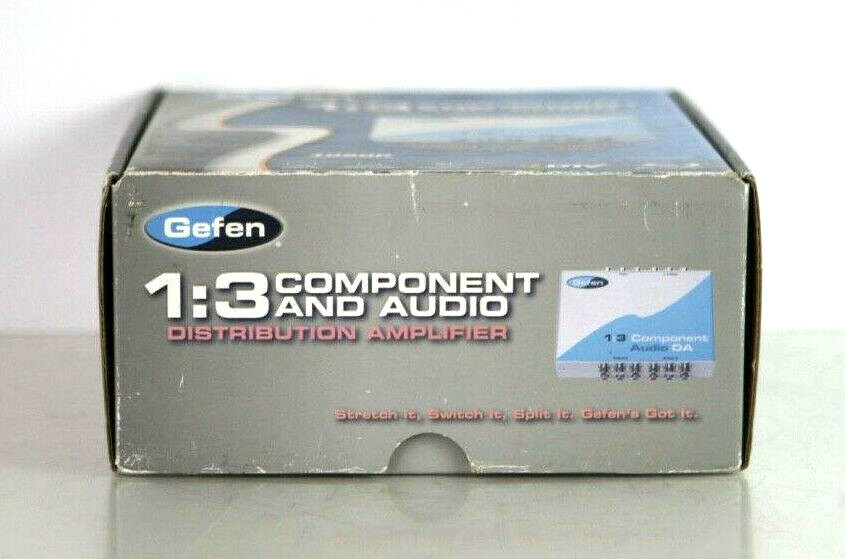 1080P
Gefen
1:3 COMPONENT
AND AUDIO
DISTRIBUTION AMPLIFIER
Gefen
1:3 Component
Audio DA
Stretch it, Switch it, Split it. Gefen's Got it.